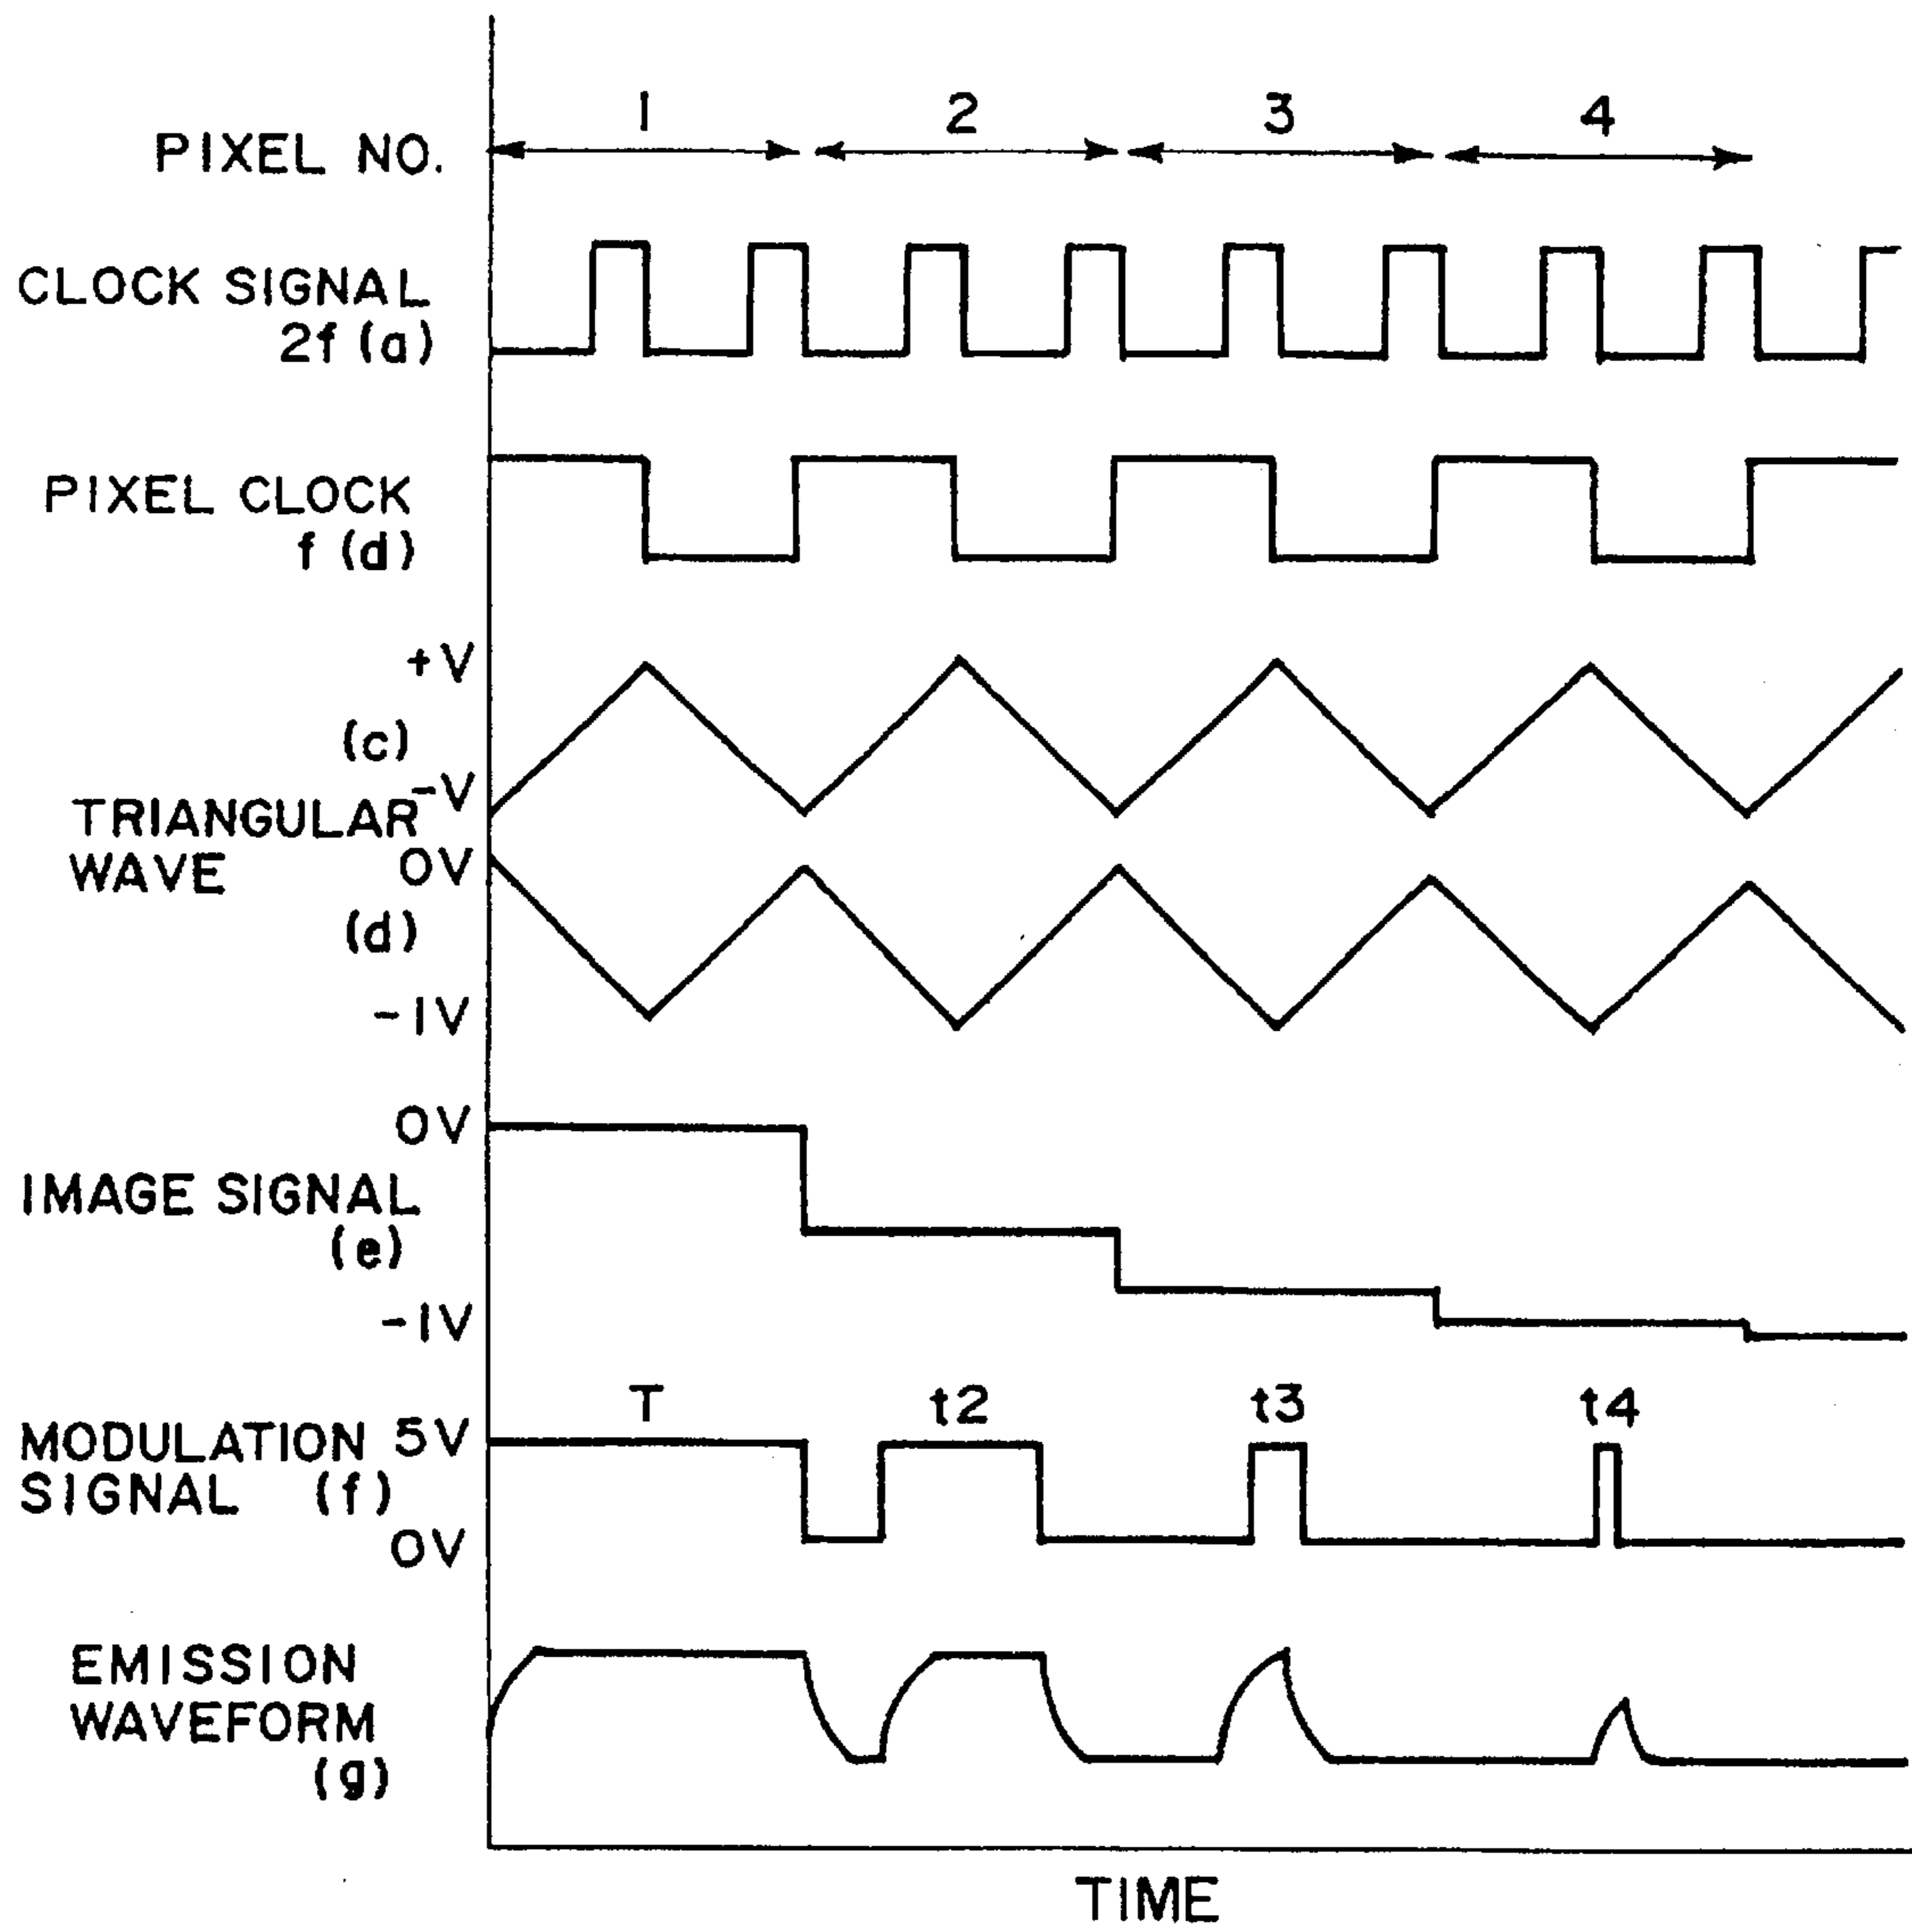 1 2 3 4
PIXEL NO.
CLOCK SIGNAL
2f (a)
PIXEL CLOCK
f (d)
+V
(c)
-V
TRIANGULAR
WAVE 0V
(d)
-1V
0V
IMAGE SIGNAL
(e)
-1V
T t2 t3 t4
MODULATION 5V
SIGNAL (f)
0V
EMISSION
WAVEFORM
(g)
TIME